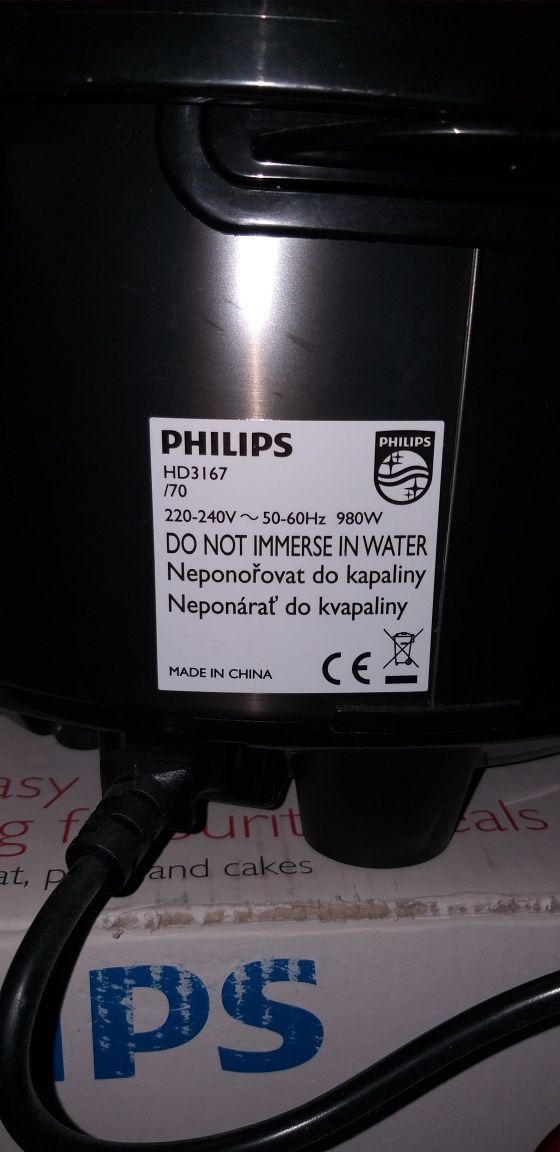 PHILIPS
PHILIPS
HD3167
/70
220-240V ~ 50-60Hz 980W
DO NOT IMMERSE IN WATER
Neponořovat do kapaliny
Neponárať do kvapaliny
MADE IN CHINA
CE
and cakes
PS